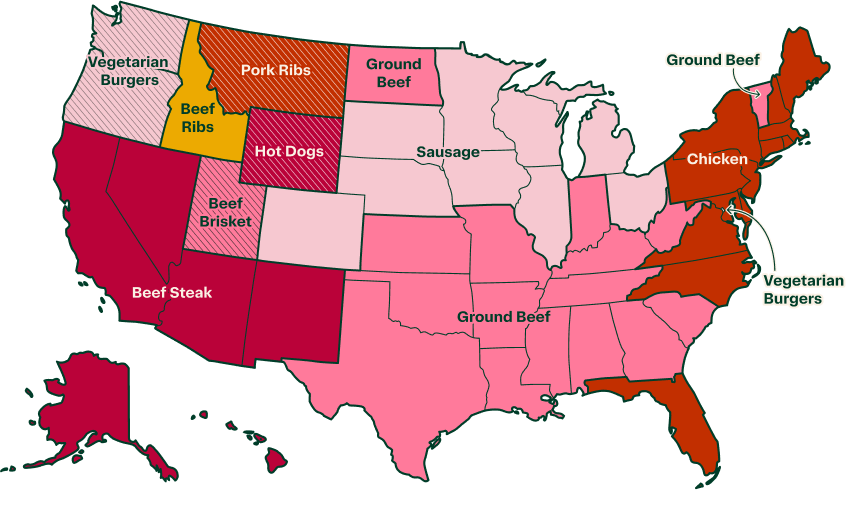 Vegetarian
Burgers
Pork Ribs
Ground
Beef
Ground Beef
Beef
Ribs
Hot Dogs
Sausage
Chicken
Beef
Brisket
Beef Steak
Ground Beef
Vegetarian
Burgers